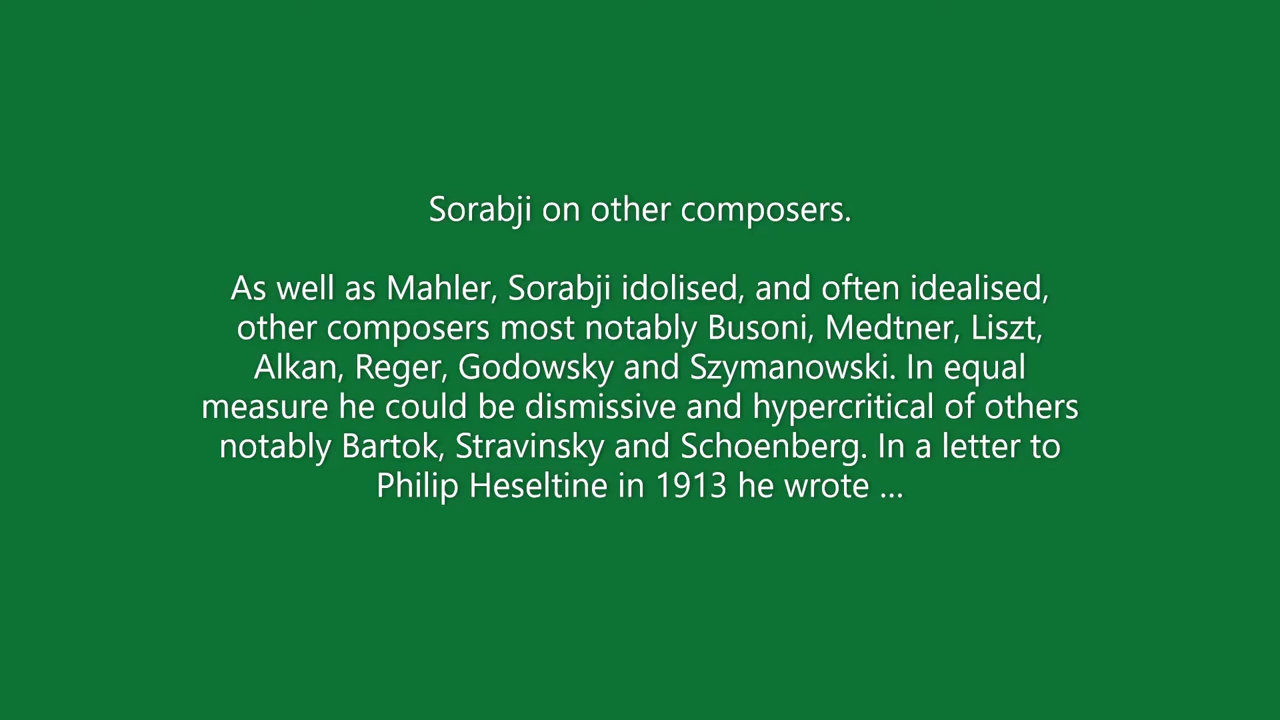 Sorabji on other composers.
As well as Mahler, Sorabji idolised, and often idealised,
other composers most notably Busoni, Medtner, Liszt,
Alkan, Reger, Godowsky and Szymanowski. In equal
measure he could be dismissive and hypercritical of others
notably Bartok, Stravinsky and Schoenberg. In a letter to
Philip Heseltine in 1913 he wrote ...